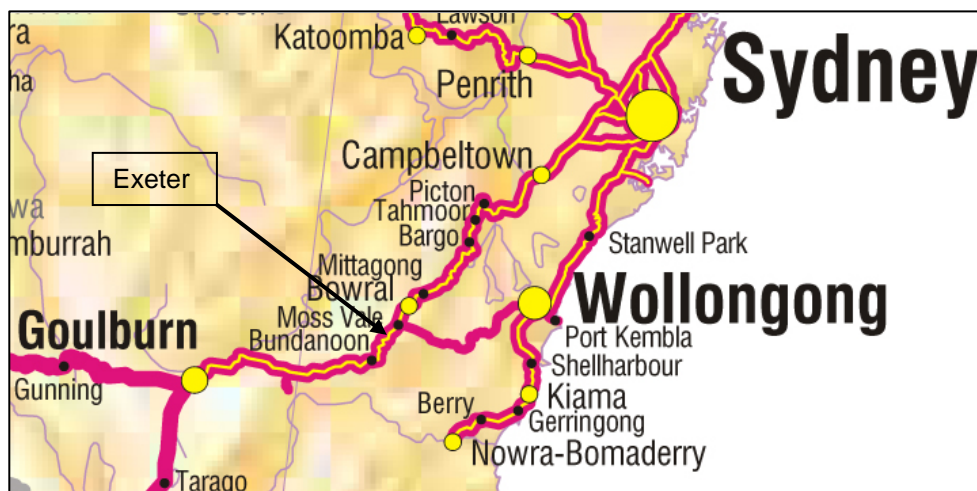 Lawson
Katoomba
Sydney
Penrith
Campbeltown
Exeter
Picton
Tahmoor
Bargo
mburrah
Stanwell Park
Mittagong
Bowral
Wollongong
Moss Vale
Goulburn
Bundanoon
Port Kembla
Shellharbour
Gunning
Kiama
Berry
Gerringong
Nowra-Bomaderry
Tarago